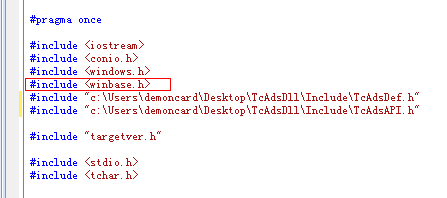 #pragma once
#include <iostream>
#include <conio.h>
#include <windows.h>
#include <winbase.h>
#include "c:\Users\demoncard\Desktop\TcAdsDll\Include\TcAdsDef.h"
#include "c:\Users\demoncard\Desktop\TcAdsDll\Include\TcAdsAPI.h"
#include "targetver.h"
#include <stdio.h>
#include <tchar.h>